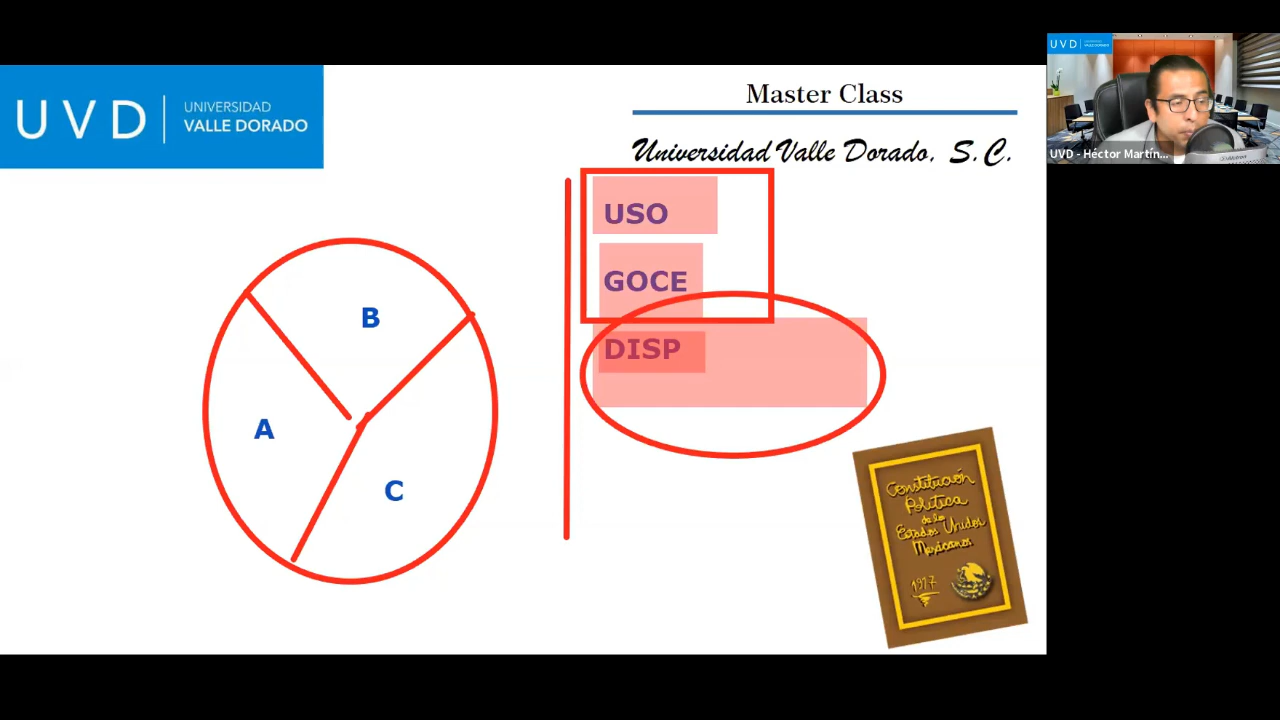 UVD
UNIVERSIDAD
VALLE DORADO
Master Class
Universidad Valle Dorado, S.C.
USO
GOCE
DISP
B
A
C
Constitución
Política
de los
Estados Unidos
Mexicanos
1917
UVD
UVD - Héctor Martín...